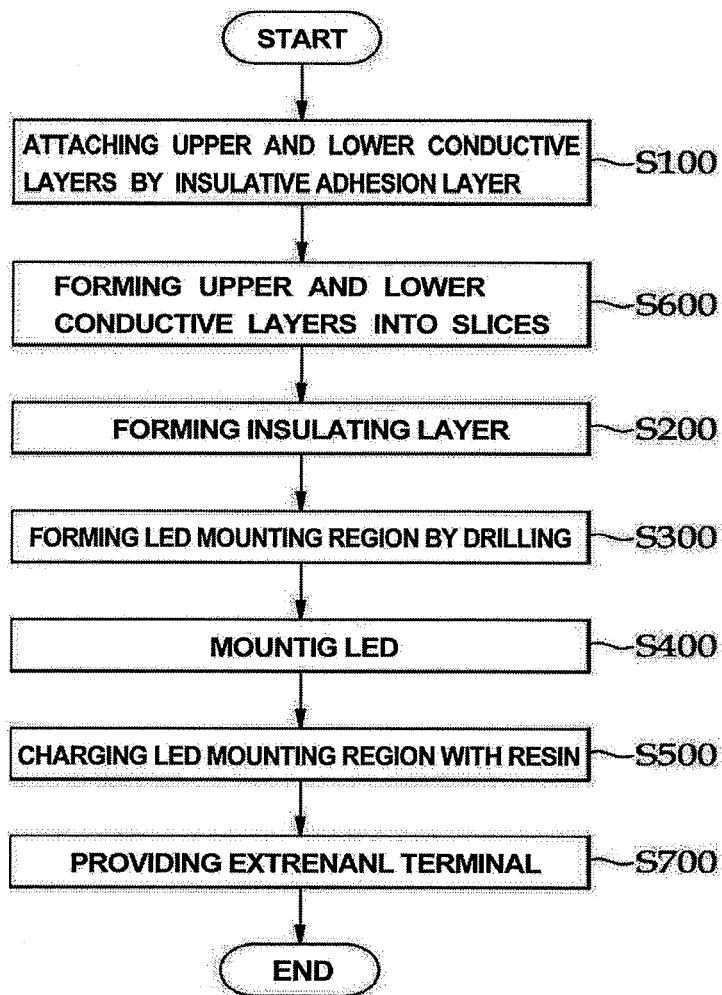 START
ATTACHING UPPER AND LOWER CONDUCTIVE
LAYERS BY INSULATIVE ADHESION LAYER
S100
FORMING UPPER AND LOWER
CONDUCTIVE LAYERS INTO SLICES
S600
FORMING INSULATING LAYER
S200
FORMING LED MOUNTING REGION BY DRILLING
S300
MOUNTIG LED
S400
CHARGING LED MOUNTING REGION WITH RESIN
S500
PROVIDING EXTRENANL TERMINAL
S700
END